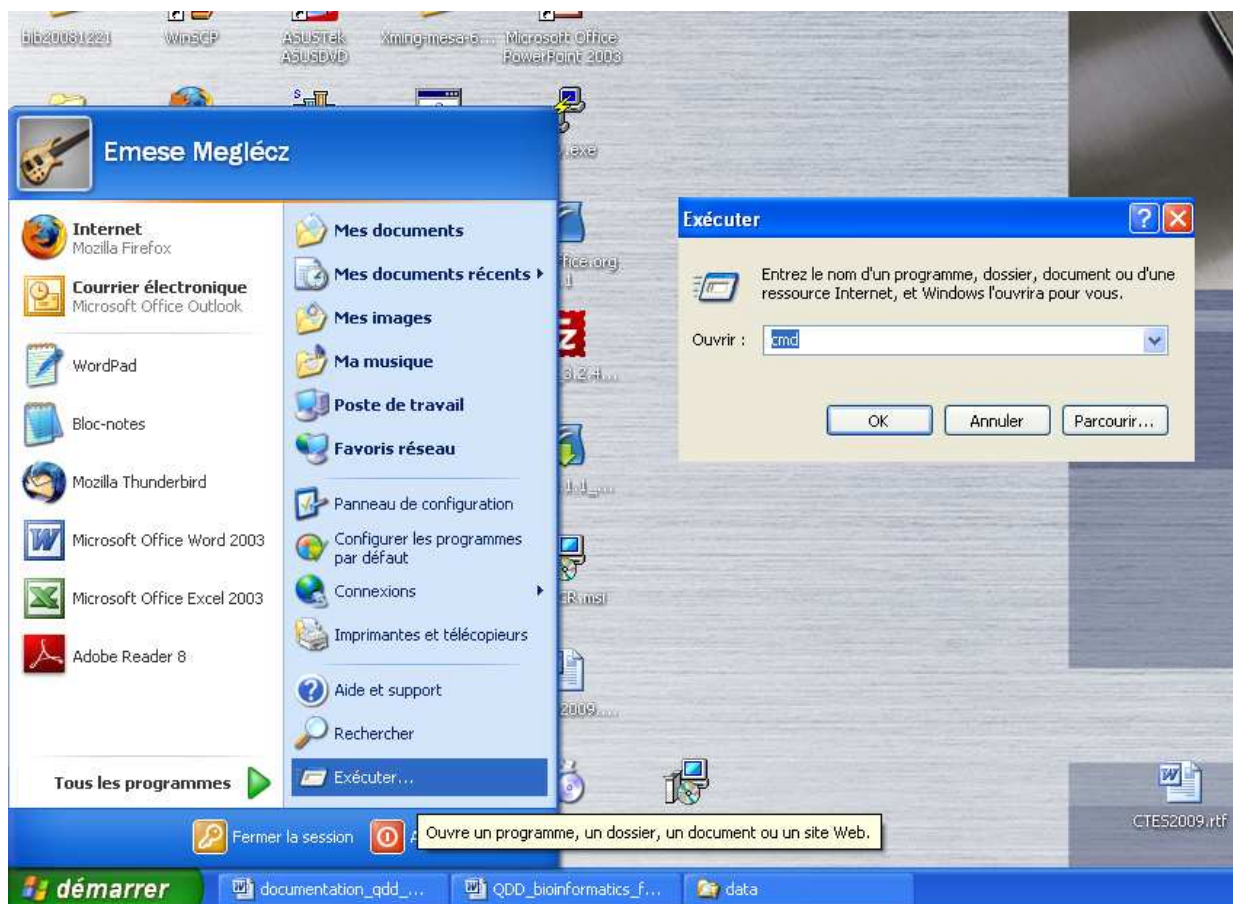 WinSCP
ASUSTek
ASUSDVD
Xming-mesa-6...
Microsoft Office
PowerPoint 2003
Emese Meglécz
Internet
Mozilla Firefox
Courrier électronique
Microsoft Office Outlook
WordPad
Bloc-notes
Mozilla Thunderbird
Microsoft Office Word 2003
Microsoft Office Excel 2003
Adobe Reader 8
Tous les programmes
Mes documents
Mes documents récents
Mes images
Ma musique
Poste de travail
Favoris réseau
Panneau de configuration
Configurer les programmes
par défaut
Connexions
Imprimantes et télécopieurs
Aide et support
Rechercher
Exécuter...
Fermer la session
Ouvre un programme, un dossier, un document ou un site Web.
Exécuter
Entrez le nom d'un programme, dossier, document ou d'une
ressource Internet, et Windows l'ouvrira pour vous.
Ouvrir :
cmd
OK
Annuler
Parcourir...
CTES2009.rtf
démarrer
documentation_qdd_...
QDD_bioinformatics_f...
data